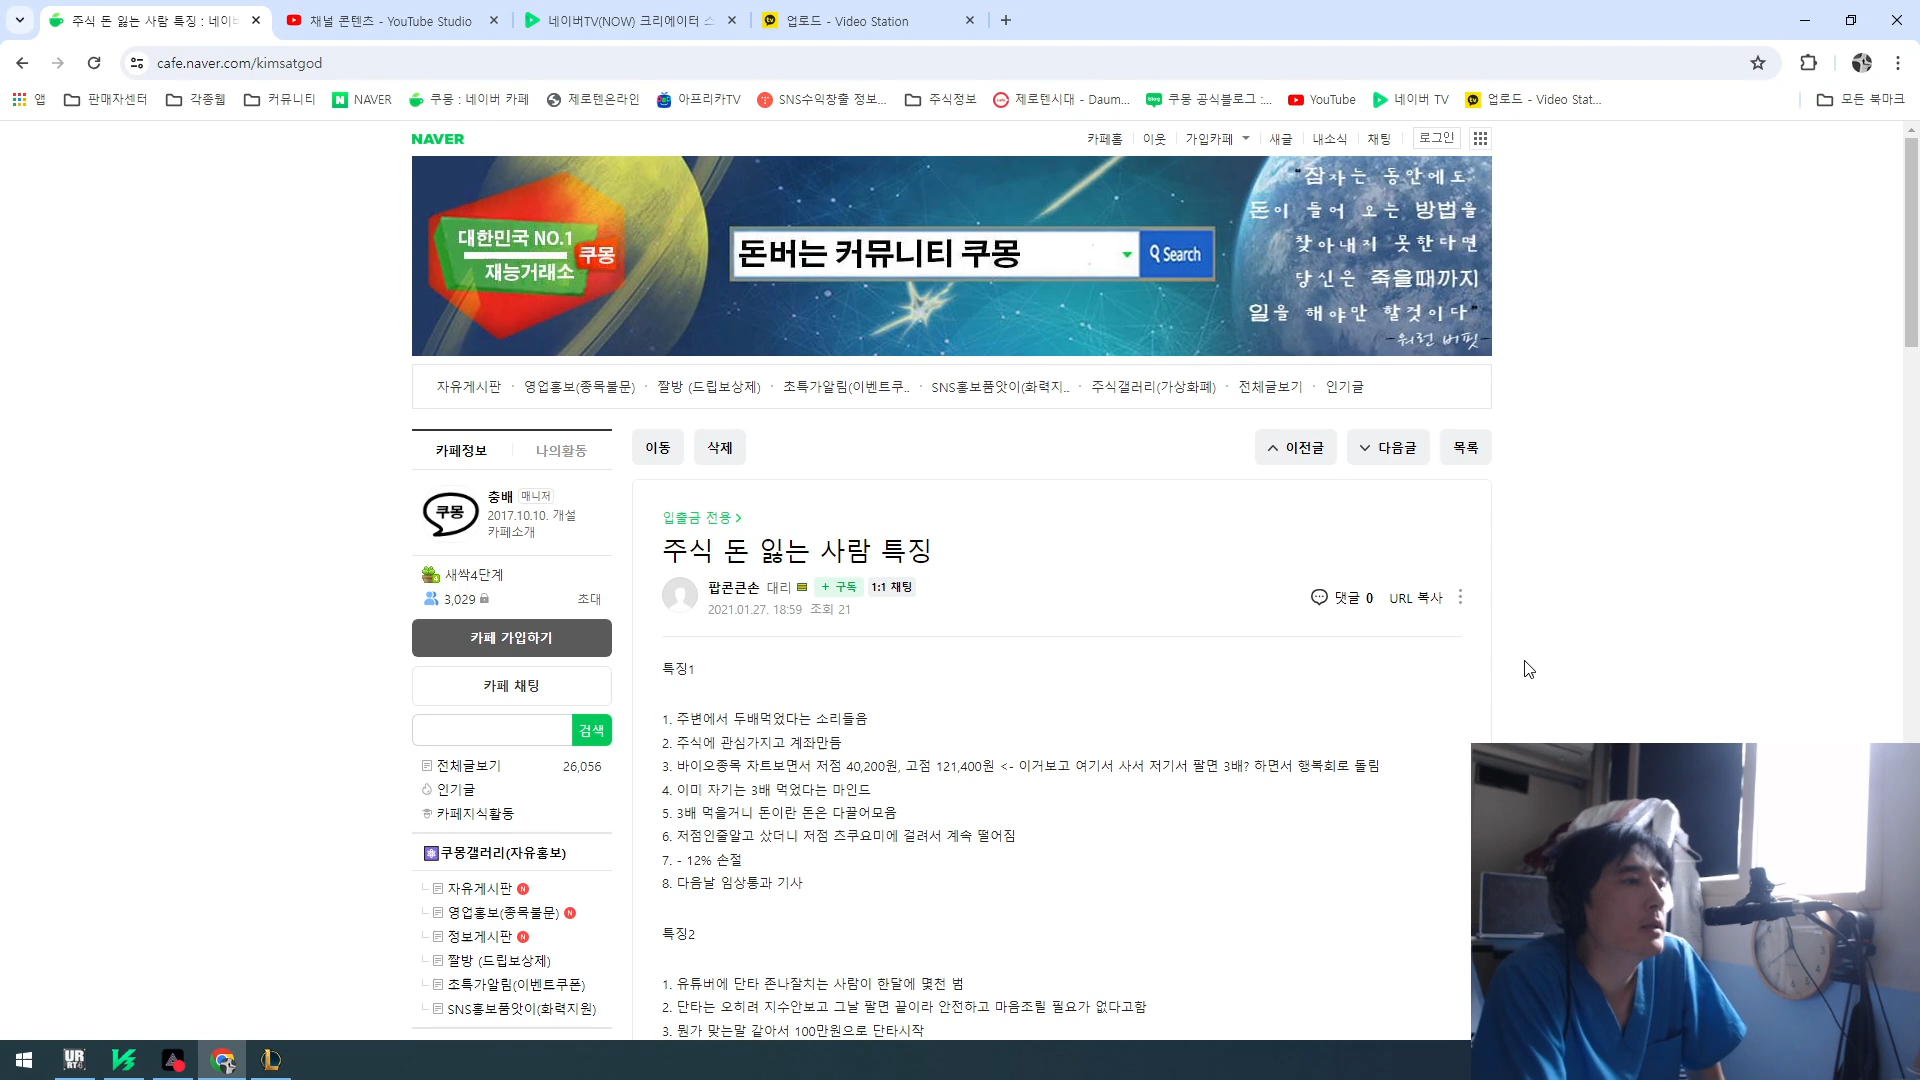 주식 돈 잃는 사람 특징 : 네이버
채널 콘텐츠 - YouTube Studio
네이버TV(NOW) 크리에이터 스
업로드 - Video Station
cafe.naver.com/kimsatgod
앱 판매자센터 각종웹 커뮤니티 NAVER 쿠몽 : 네이버 카페 제로텐온라인 아프리카TV SNS수익창출 정보... 주식정보 제로텐시대 - Daum... 쿠몽 공식블로그 :... YouTube 네이버 TV 업로드 - Video Stat... 모든 북마크
NAVER
카페홈 이웃 가입카페 새글 내소식 채팅 로그인
대한민국 NO.1
재능거래소
쿠몽
돈버는 커뮤니티 쿠몽
Search
"잠자는 동안에도
돈이 들어 오는 방법을
찾아내지 못한다면
당신은 죽을때까지
일을 해야만 할것이다"
-워런 버핏-
자유게시판 · 영업홍보(종목불문) · 짤방 (드립보상제) · 초특가알림(이벤트쿠.. · SNS홍보품앗이(화력지.. · 주식갤러리(가상화폐) · 전체글보기 · 인기글
카페정보 나의활동
이동 삭제
이전글 다음글 목록
쿠몽
충배 매니저
2017.10.10. 개설
카페소개
새싹4단계
3,029 초대
카페 가입하기
카페 채팅
검색
전체글보기 26,056
인기글
카페지식활동
쿠몽갤러리(자유홍보)
자유게시판 N
영업홍보(종목불문) N
정보게시판 N
짤방 (드립보상제)
초특가알림(이벤트쿠폰)
SNS홍보품앗이(화력지원)
입출금 전용 >
주식 돈 잃는 사람 특징
팝콘큰손 대리 + 구독 1:1 채팅
2021.01.27. 18:59 조회 21
댓글 0 URL 복사
특징1
1. 주변에서 두배먹었다는 소리들음
2. 주식에 관심가지고 계좌만듬
3. 바이오종목 차트보면서 저점 40,200원, 고점 121,400원 <- 이거보고 여기서 사서 저기서 팔면 3배? 하면서 행복회로 돌림
4. 이미 자기는 3배 먹었다는 마인드
5. 3배 먹을거니 돈이란 돈은 다끌어모음
6. 저점인줄알고 샀더니 저점 츠쿠요미에 걸려서 계속 떨어짐
7. - 12% 손절
8. 다음날 임상통과 기사
특징2
1. 유튜버에 단타 존나잘치는 사람이 한달에 몇천 범
2. 단타는 오히려 지수안보고 그날 팔면 끝이라 안전하고 마음조릴 필요가 없다고함
3. 뭔가 맞는말 같아서 100만원으로 단타시작
UR
RT4